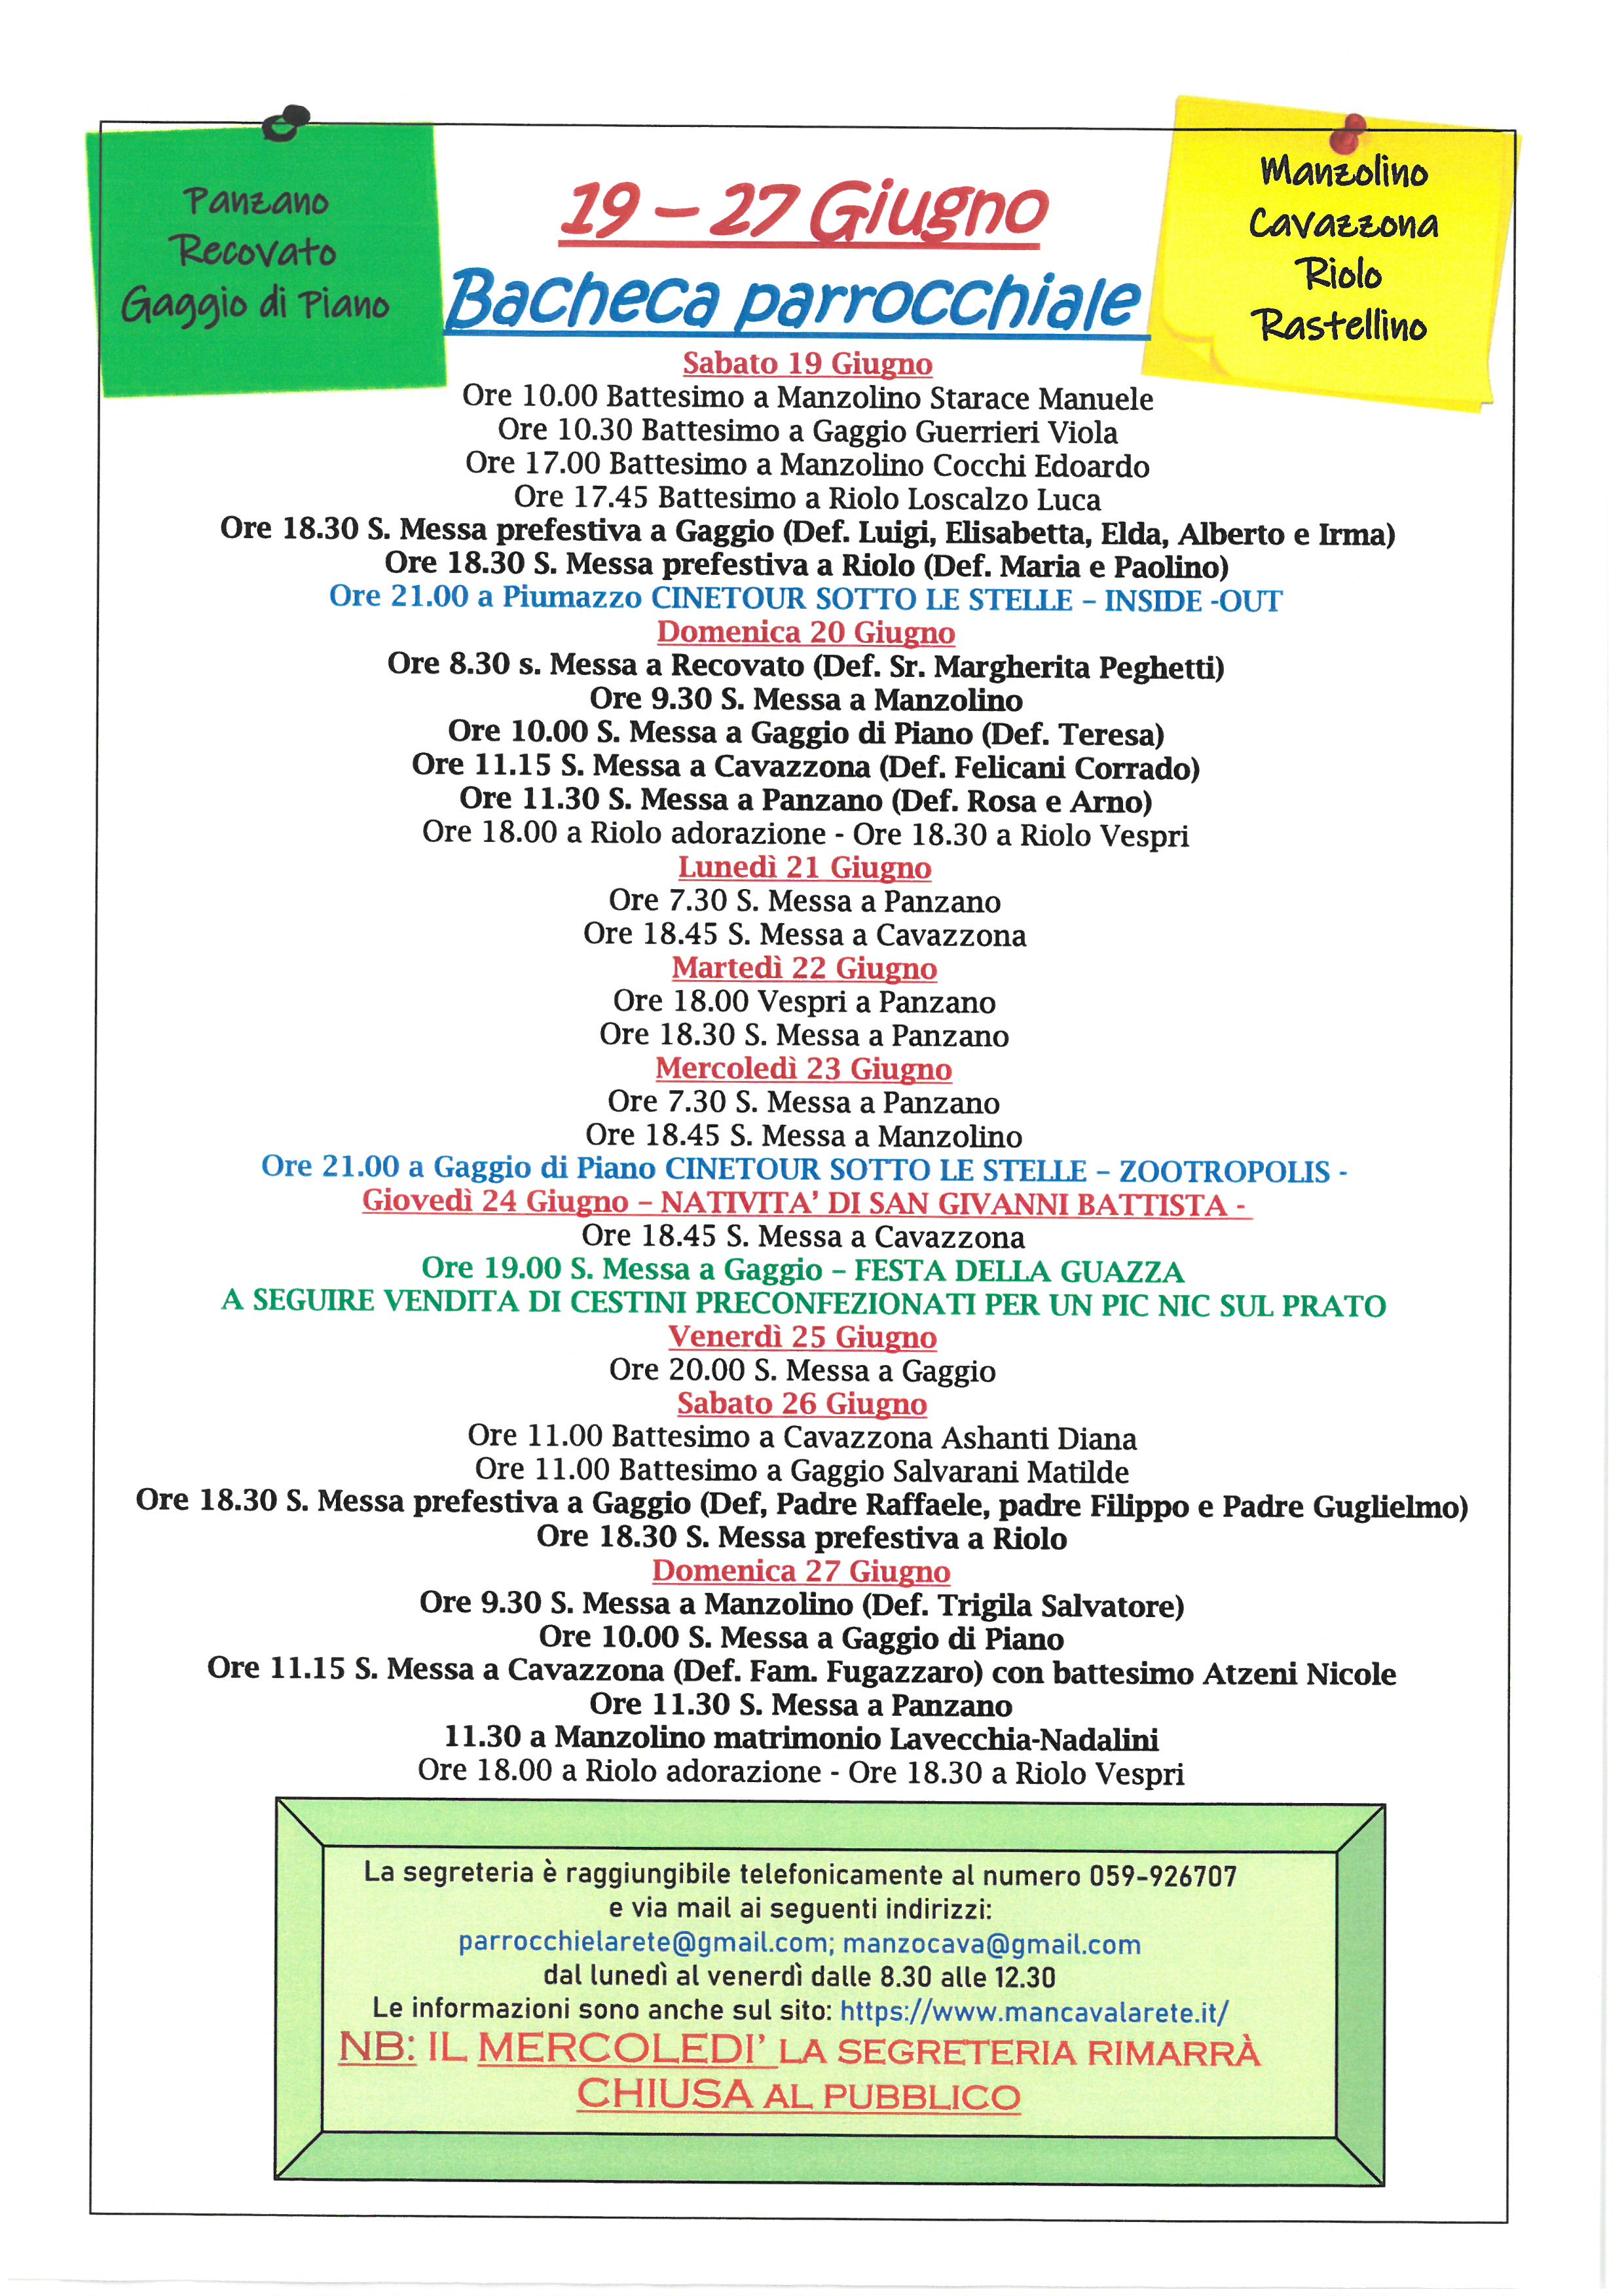 Panzano
Recovato
Gaggio di Piano
19 – 27 Giugno
Bacheca parrocchiale
Manzolino
Cavazzona
Riolo
Rastellino
Sabato 19 Giugno
Ore 10.00 Battesimo a Manzolino Starace Manuele
Ore 10.30 Battesimo a Gaggio Guerrieri Viola
Ore 17.00 Battesimo a Manzolino Cocchi Edoardo
Ore 17.45 Battesimo a Riolo Loscalzo Luca
Ore 18.30 S. Messa prefestiva a Gaggio (Def. Luigi, Elisabetta, Elda, Alberto e Irma)
Ore 18.30 S. Messa prefestiva a Riolo (Def. Maria e Paolino)
Ore 21.00 a Piumazzo CINETOUR SOTTO LE STELLE – INSIDE -OUT
Domenica 20 Giugno
Ore 8.30 s. Messa a Recovato (Def. Sr. Margherita Peghetti)
Ore 9.30 S. Messa a Manzolino
Ore 10.00 S. Messa a Gaggio di Piano (Def. Teresa)
Ore 11.15 S. Messa a Cavazzona (Def. Felicani Corrado)
Ore 11.30 S. Messa a Panzano (Def. Rosa e Arno)
Ore 18.00 a Riolo adorazione - Ore 18.30 a Riolo Vespri
Lunedì 21 Giugno
Ore 7.30 S. Messa a Panzano
Ore 18.45 S. Messa a Cavazzona
Martedì 22 Giugno
Ore 18.00 Vespri a Panzano
Ore 18.30 S. Messa a Panzano
Mercoledì 23 Giugno
Ore 7.30 S. Messa a Panzano
Ore 18.45 S. Messa a Manzolino
Ore 21.00 a Gaggio di Piano CINETOUR SOTTO LE STELLE – ZOOTROPOLIS -
Giovedì 24 Giugno – NATIVITA' DI SAN GIVANNI BATTISTA -
Ore 18.45 S. Messa a Cavazzona
Ore 19.00 S. Messa a Gaggio – FESTA DELLA GUAZZA
A SEGUIRE VENDITA DI CESTINI PRECONFEZIONATI PER UN PIC NIC SUL PRATO
Venerdì 25 Giugno
Ore 20.00 S. Messa a Gaggio
Sabato 26 Giugno
Ore 11.00 Battesimo a Cavazzona Ashanti Diana
Ore 11.00 Battesimo a Gaggio Salvarani Matilde
Ore 18.30 S. Messa prefestiva a Gaggio (Def, Padre Raffaele, padre Filippo e Padre Guglielmo)
Ore 18.30 S. Messa prefestiva a Riolo
Domenica 27 Giugno
Ore 9.30 S. Messa a Manzolino (Def. Trigila Salvatore)
Ore 10.00 S. Messa a Gaggio di Piano
Ore 11.15 S. Messa a Cavazzona (Def. Fam. Fugazzaro) con battesimo Atzeni Nicole
Ore 11.30 S. Messa a Panzano
11.30 a Manzolino matrimonio Lavecchia-Nadalini
Ore 18.00 a Riolo adorazione - Ore 18.30 a Riolo Vespri
La segreteria è raggiungibile telefonicamente al numero 059-926707
e via mail ai seguenti indirizzi:
parrocchielarete@gmail.com; manzocava@gmail.com
dal lunedì al venerdì dalle 8.30 alle 12.30
Le informazioni sono anche sul sito: https://www.mancavalarete.it/
NB: IL MERCOLEDI' LA SEGRETERIA RIMARRÀ
CHIUSA AL PUBBLICO